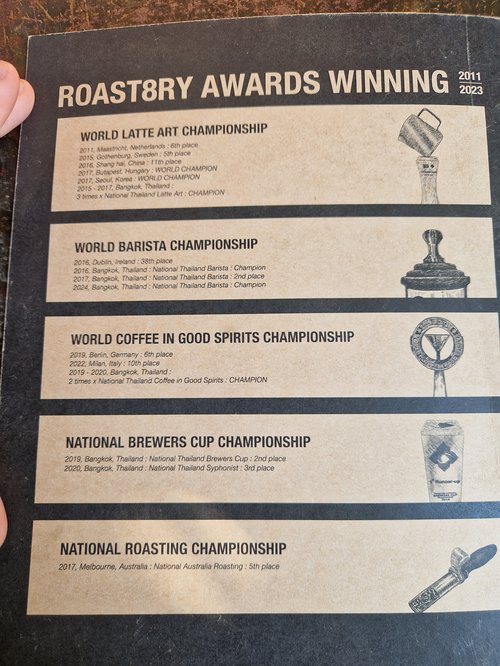 ROAST8RY AWARDS WINNING 2011 2023
WORLD LATTE ART CHAMPIONSHIP
2011, Maastricht, Netherlands : 6th place
2015, Gothenburg, Sweden : 5th place
2016, Shang hai, China : 11th place
2017, Butapest, Hungary : WORLD CHAMPION
2017, Seoul, Korea : WORLD CHAMPION
2015 - 2017, Bangkok, Thailand :
3 times x National Thailand Latte Art : CHAMPION
WORLD BARISTA CHAMPIONSHIP
2016, Dublin, Ireland : 38th place
2016, Bangkok, Thailand : National Thailand Barista : Champion
2017, Bangkok, Thailand : National Thailand Barista : 2nd place
2024, Bangkok, Thailand : National Thailand Barista : Champion
WORLD COFFEE IN GOOD SPIRITS CHAMPIONSHIP
2019, Berlin, Germany : 6th place
2022, Milan, Italy : 10th place
2019 - 2020, Bangkok, Thailand :
2 times x National Thailand Coffee in Good Spirits : CHAMPION
NATIONAL BREWERS CUP CHAMPIONSHIP
2019, Bangkok, Thailand : National Thailand Brewers Cup : 2nd place
2020, Bangkok, Thailand : National Thailand Syphonist : 3rd place
1st Runner-up
NATIONAL ROASTING CHAMPIONSHIP
2017, Melbourne, Australia : National Australia Roasting : 5th place